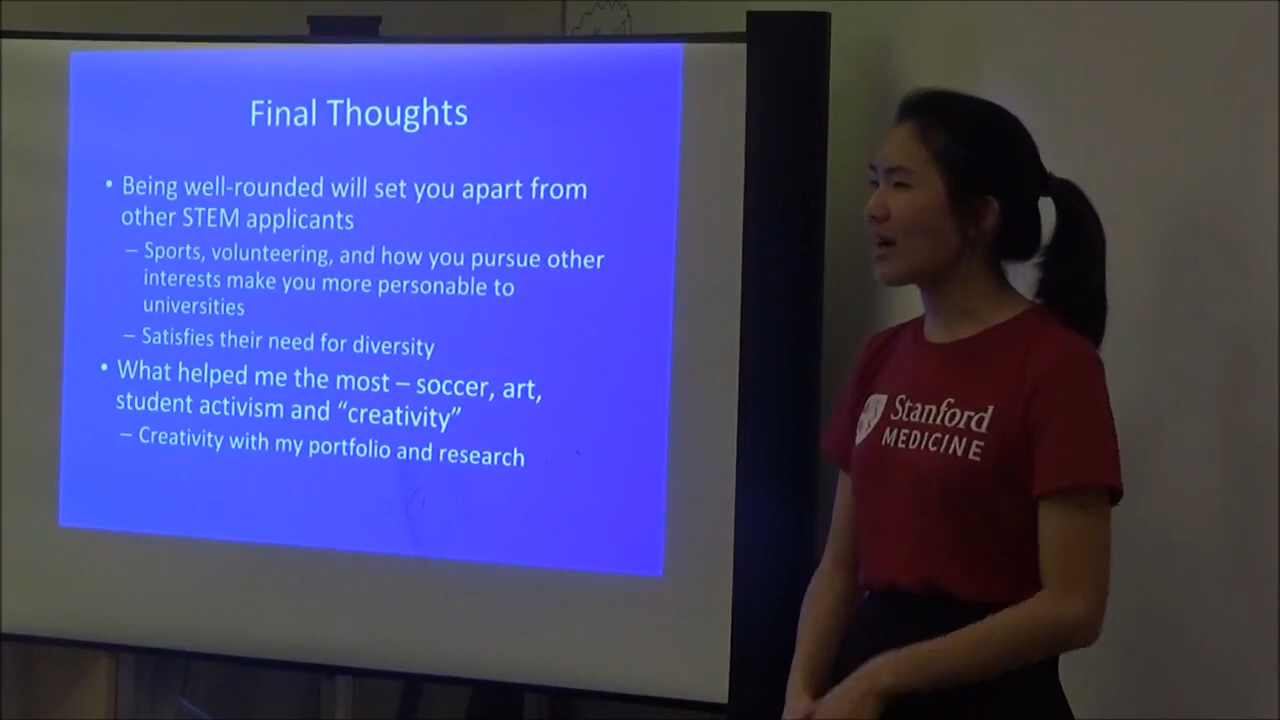 Final Thoughts
• Being well-rounded will set you apart from
other STEM applicants
– Sports, volunteering, and how you pursue other
interests make you more personable to
universities
– Satisfies their need for diversity
• What helped me the most – soccer, art,
student activism and “creativity”
– Creativity with my portfolio and research
Stanford
MEDICINE